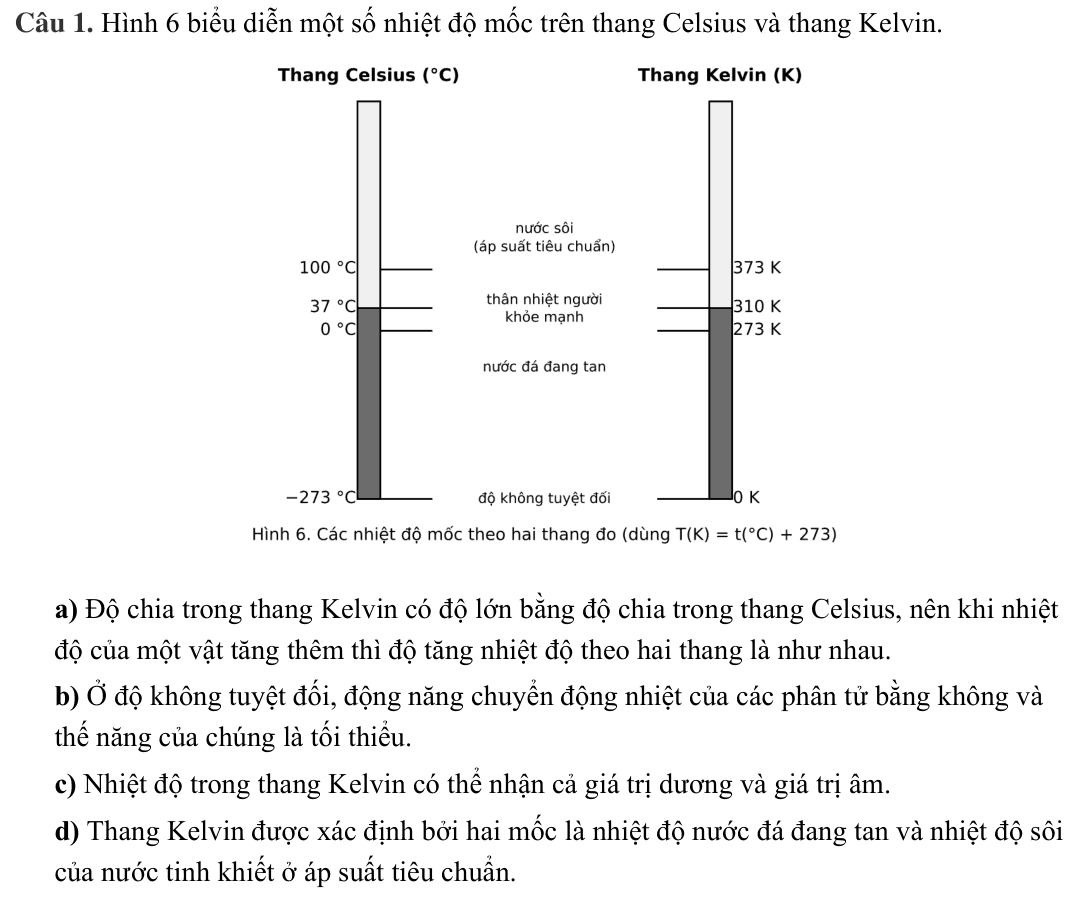 Câu 1. Hình 6 biểu diễn một số nhiệt độ mốc trên thang Celsius và thang Kelvin.
Thang Celsius (°C)
Thang Kelvin (K)
nước sôi
(áp suất tiêu chuẩn)
100 °C
373 K
thân nhiệt người
khỏe mạnh
37 °C
310 K
0 °C
273 K
nước đá đang tan
−273 °C
độ không tuyệt đối
0 K
Hình 6. Các nhiệt độ mốc theo hai thang đo (dùng T(K) = t(°C) + 273)
a) Độ chia trong thang Kelvin có độ lớn bằng độ chia trong thang Celsius, nên khi nhiệt
độ của một vật tăng thêm thì độ tăng nhiệt độ theo hai thang là như nhau.
b) Ở độ không tuyệt đối, động năng chuyển động nhiệt của các phân tử bằng không và
thế năng của chúng là tối thiểu.
c) Nhiệt độ trong thang Kelvin có thể nhận cả giá trị dương và giá trị âm.
d) Thang Kelvin được xác định bởi hai mốc là nhiệt độ nước đá đang tan và nhiệt độ sôi
của nước tinh khiết ở áp suất tiêu chuẩn.